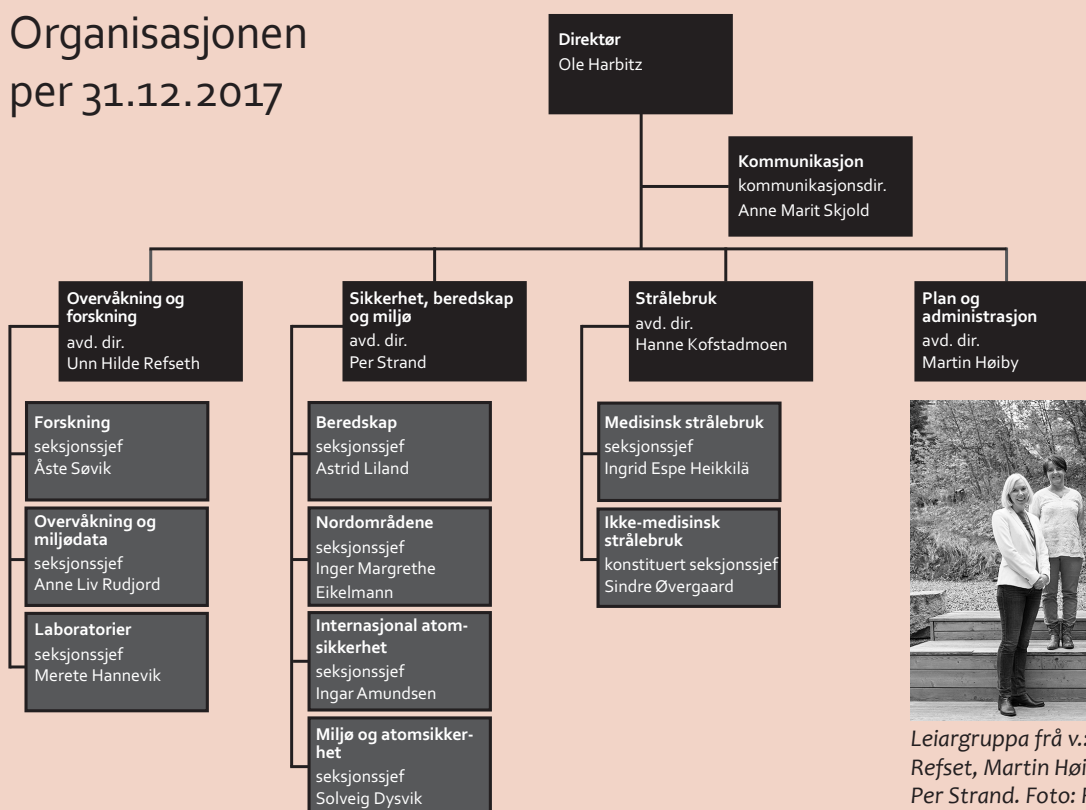 Organisasjonen
per 31.12.2017
Direktør
Ole Harbitz
Kommunikasjon
kommunikasjonsdir.
Anne Marit Skjold
Overvåkning og
forskning
avd. dir.
Unn Hilde Refseth
Forskning
seksjonssjef
Åste Søvik
Overvåkning og
miljødata
seksjonssjef
Anne Liv Rudjord
Laboratorier
seksjonssjef
Merete Hannevik
Sikkerhet, beredskap
og miljø
avd. dir.
Per Strand
Beredskap
seksjonssjef
Astrid Liland
Nordområdene
seksjonssjef
Inger Margrethe
Eikelmann
Internasjonal atom-
sikkerhet
seksjonssjef
Ingar Amundsen
Miljø og atomsikker-
het
seksjonssjef
Solveig Dysvik
Strålebruk
avd. dir.
Hanne Kofstadmoen
Medisinsk strålebruk
seksjonssjef
Ingrid Espe Heikkilä
Ikke-medisinsk
strålebruk
konstituert seksjonssjef
Sindre Øvergaard
Plan og
administrasjon
avd. dir.
Martin Høiby
Leiargruppa frå v.:
Refset, Martin Høi
Per Strand. Foto: